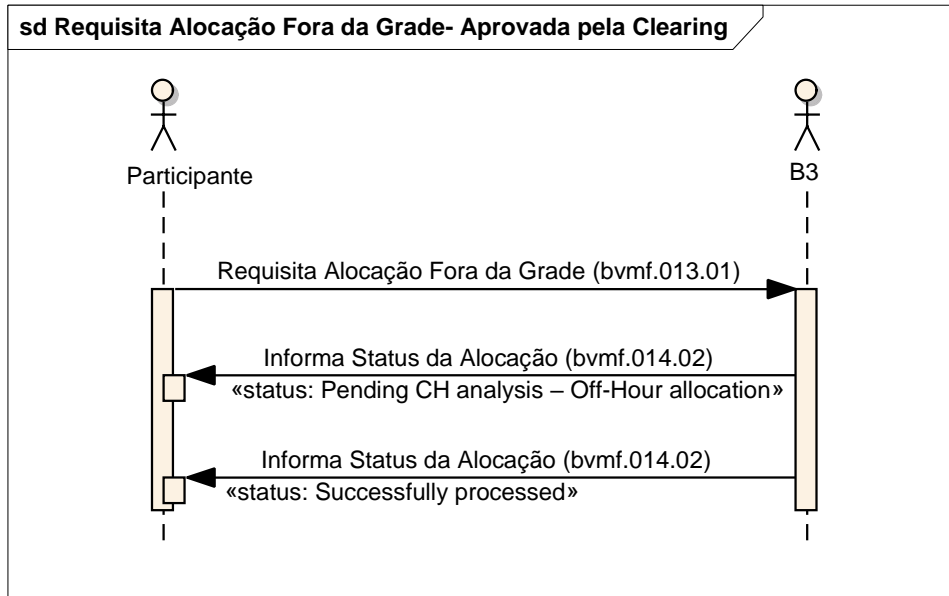 sd Requisita Alocação Fora da Grade- Aprovada pela Clearing
Participante
B3
Requisita Alocação Fora da Grade (bvmf.013.01)
Informa Status da Alocação (bvmf.014.02)
«status: Pending CH analysis – Off-Hour allocation»
Informa Status da Alocação (bvmf.014.02)
«status: Successfully processed»